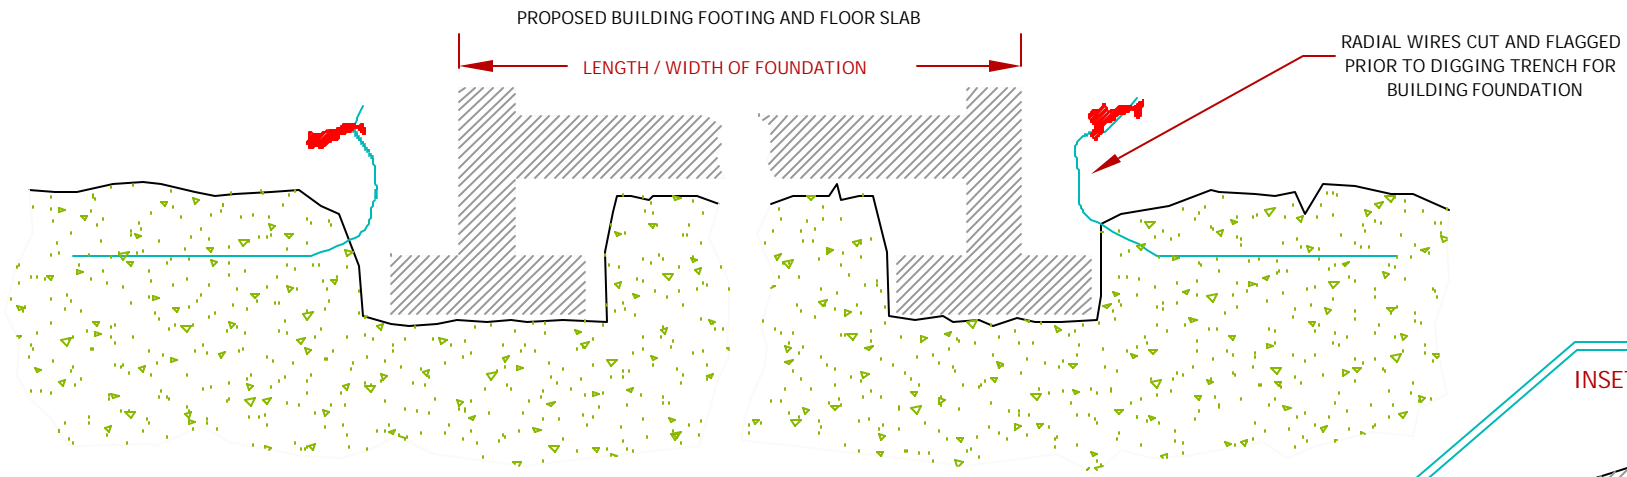 PROPOSED BUILDING FOOTING AND FLOOR SLAB
LENGTH / WIDTH OF FOUNDATION
RADIAL WIRES CUT AND FLAGGED
PRIOR TO DIGGING TRENCH FOR
BUILDING FOUNDATION
INSET